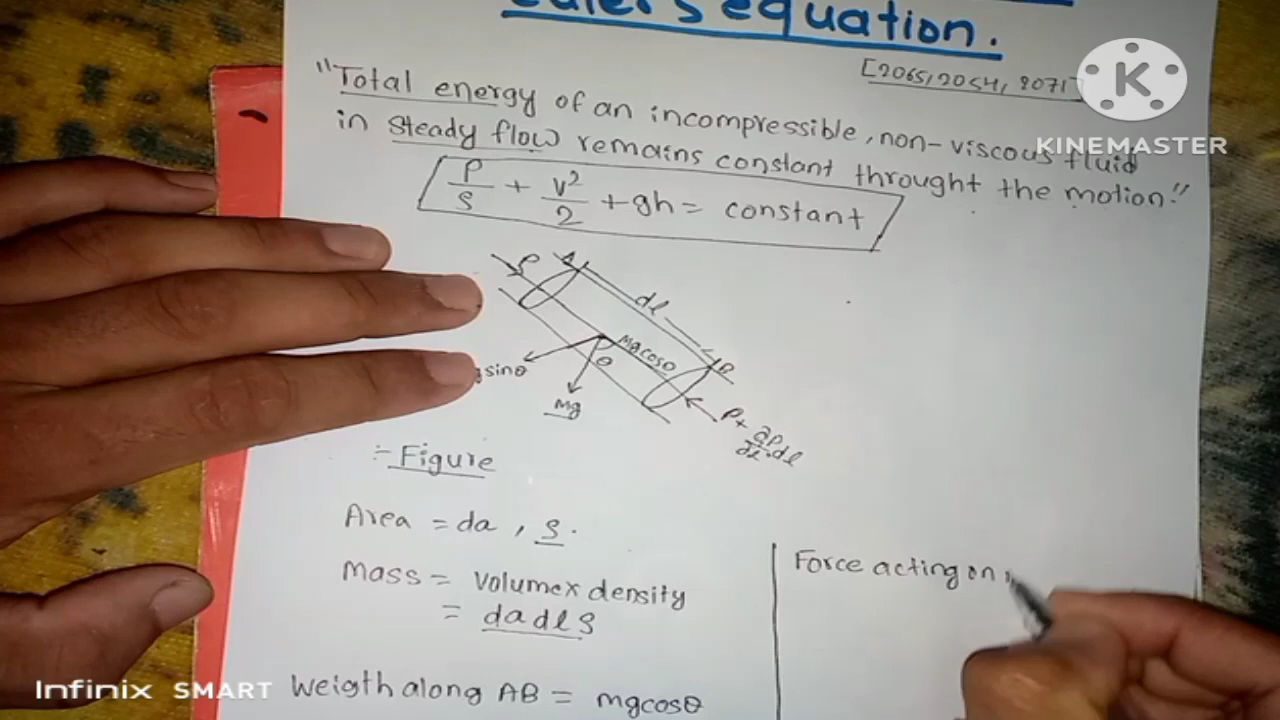 Euler's equation.
[2065, 2054, 2071]
K
KINEMASTER
"Total energy of an incompressible, non-viscous fluid
in steady flow remains constant throught the motion."
P/ρ + v²/2 + gh = constant
P
A
dl
B
mgcosθ
θ
sinθ
mg
P + ∂P/∂l.dl
:- Figure
Area = da, ρ.
Mass = volume x density
= da dl ρ
Weigth along AB = mgcosθ
Force acting on
Infinix SMART